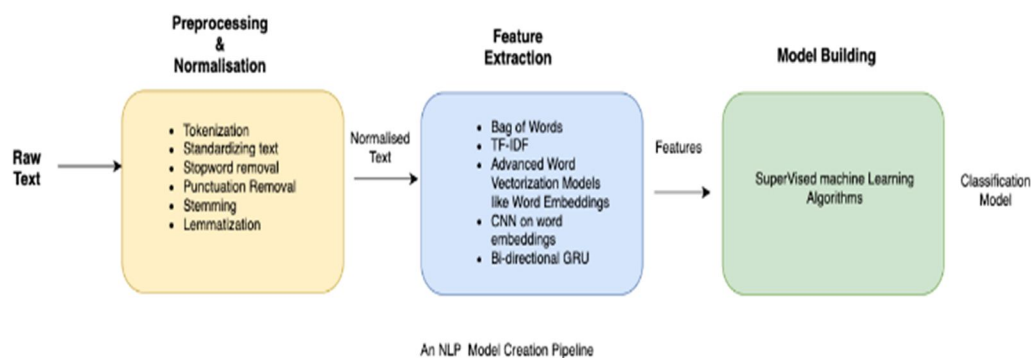 Preprocessing
&
Normalisation
Feature
Extraction
Model Building
Raw
Text
• Tokenization
• Standardizing text
• Stopword removal
• Punctuation Removal
• Stemming
• Lemmatization
Normalised
Text
• Bag of Words
• TF-IDF
• Advanced Word
Vectorization Models
like Word Embeddings
• CNN on word
embeddings
• Bi-directional GRU
Features
SuperVised machine Learning
Algorithms
Classification
Model
An NLP Model Creation Pipeline